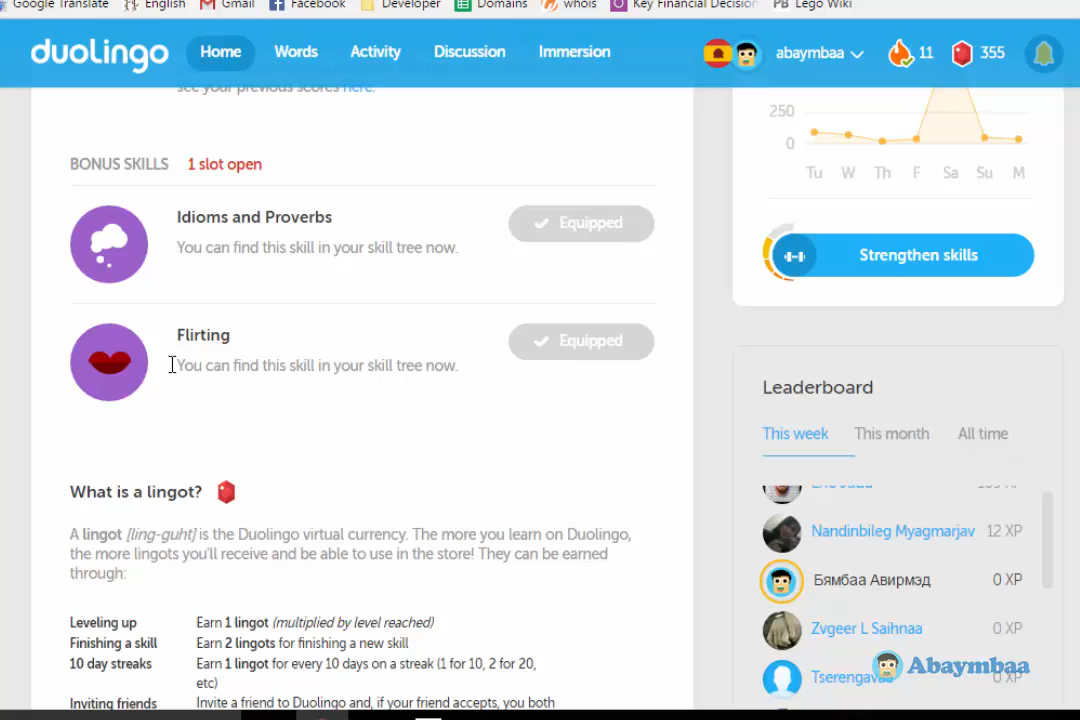 Google Translate English Gmail Facebook Developer Domains whois Key Financial Decision Lego Wiki
duolingo Home Words Activity Discussion Immersion abaymbaa 11 355
see your previous scores here.
BONUS SKILLS 1 slot open
Idioms and Proverbs
You can find this skill in your skill tree now.
Equipped
Flirting
You can find this skill in your skill tree now.
Equipped
What is a lingot?
A lingot [ling-guht] is the Duolingo virtual currency. The more you learn on Duolingo,
the more lingots you'll receive and be able to use in the store! They can be earned
through:
Leveling up Earn 1 lingot (multiplied by level reached)
Finishing a skill Earn 2 lingots for finishing a new skill
10 day streaks Earn 1 lingot for every 10 days on a streak (1 for 10, 2 for 20,
etc)
Inviting friends Invite a friend to Duolingo and, if your friend accepts, you both
250
0
Tu W Th F Sa Su M
Strengthen skills
Leaderboard
This week This month All time
Nandinbileg Myagmarjav 12 XP
Бямбаа Авирмэд 0 XP
Zvgeer L Saihnaa 0 XP
XP
Abaymbaa